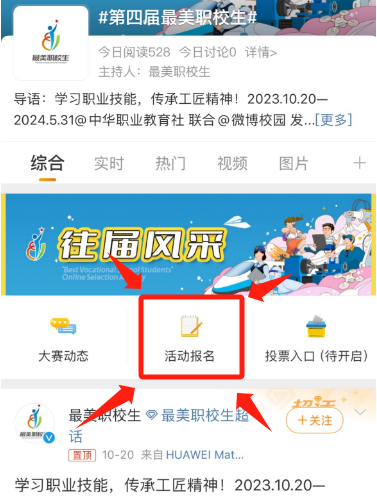 #第四届最美职校生#
最美职校生
今日阅读528 今日讨论0 详情>
主持人：最美职校生
导语：学习职业技能，传承工匠精神！2023.10.20—
2024.5.31@中华职业教育社 联合@微博校园 发...[更多]
综合 实时 热门 视频 图片
往届风采
"Best Vocational School Students"
Online Selection
大赛动态 活动报名 投票入口 (待开启)
最美职校生 最美职校生超
话
超话
+关注
最美职校生
置顶 10-20 来自 HUAWEI Mat...
学习职业技能，传承工匠精神！2023.10.20—